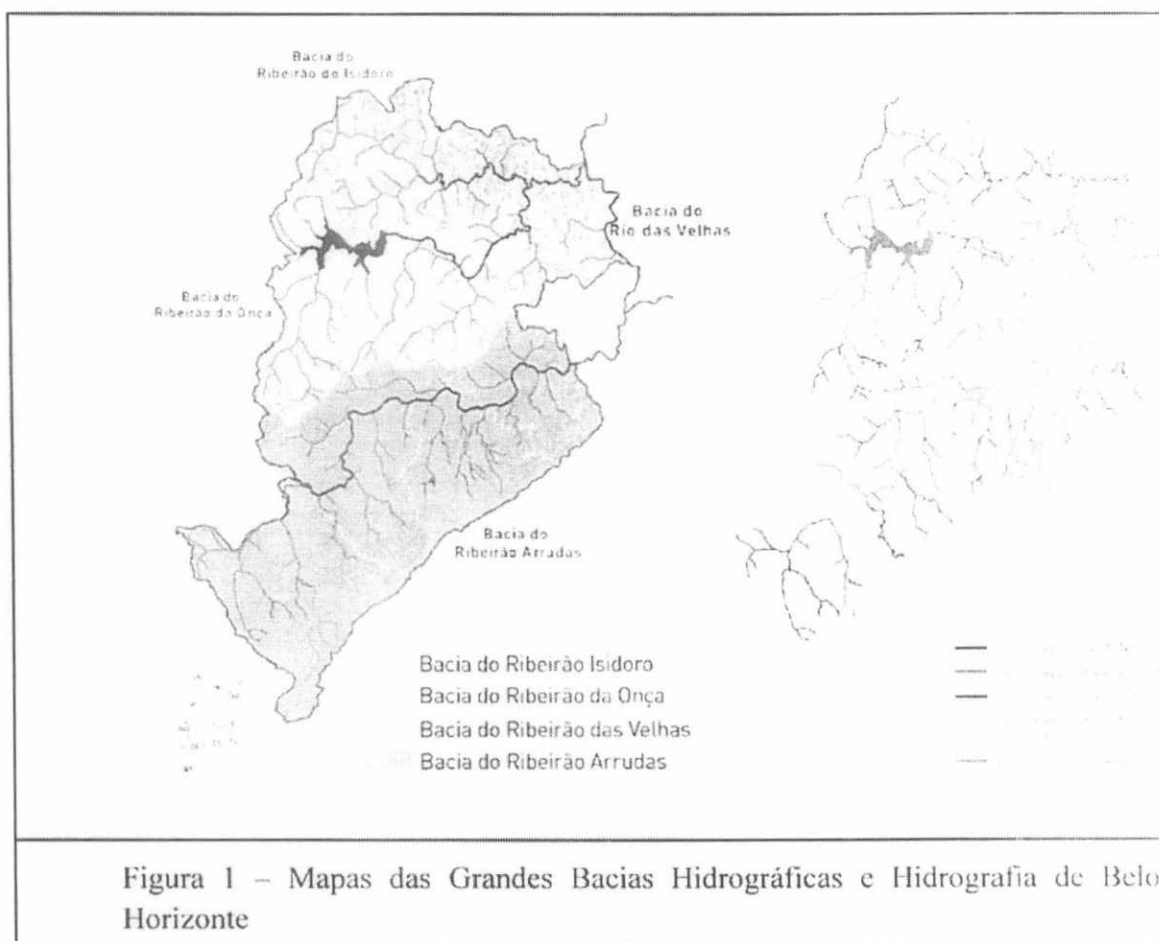 Bacia do
Ribeirão do Isidoro
Bacia do
Rio das Velhas
Bacia do
Ribeirão da Onça
Bacia do
Ribeirão Arrudas
Bacia do Ribeirão Isidoro
Bacia do Ribeirão da Onça
Bacia do Ribeirão das Velhas
Bacia do Ribeirão Arrudas
Figura 1 – Mapas das Grandes Bacias Hidrográficas e Hidrografia de Belo
Horizonte